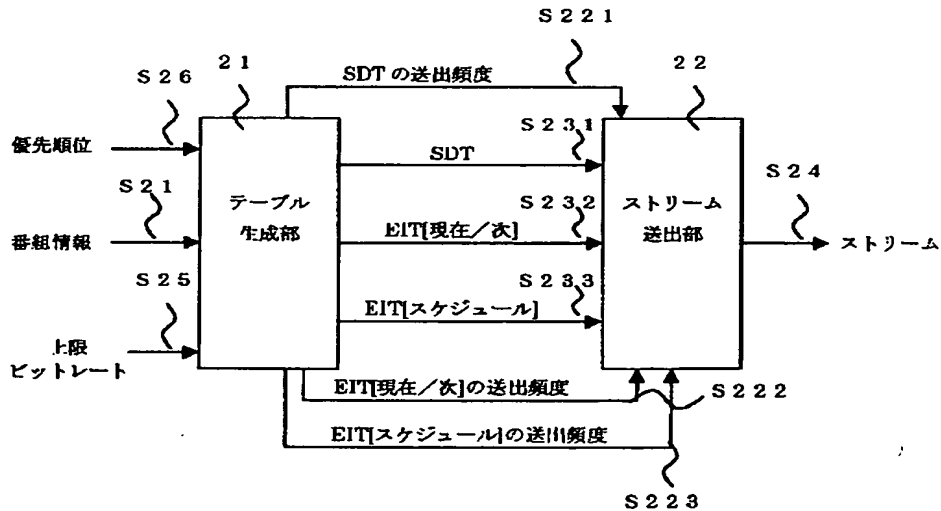 S221
S26
21
SDTの送出頻度
22
優先順位
S231
SDT
S24
S21
テーブル
生成部
S232
ストリーム
送出部
番組情報
EIT[現在/次]
ストリーム
S25
S233
EIT[スケジュール]
上限
ビットレート
EIT[現在/次]の送出頻度
S222
EIT[スケジュール]の送出頻度
S223